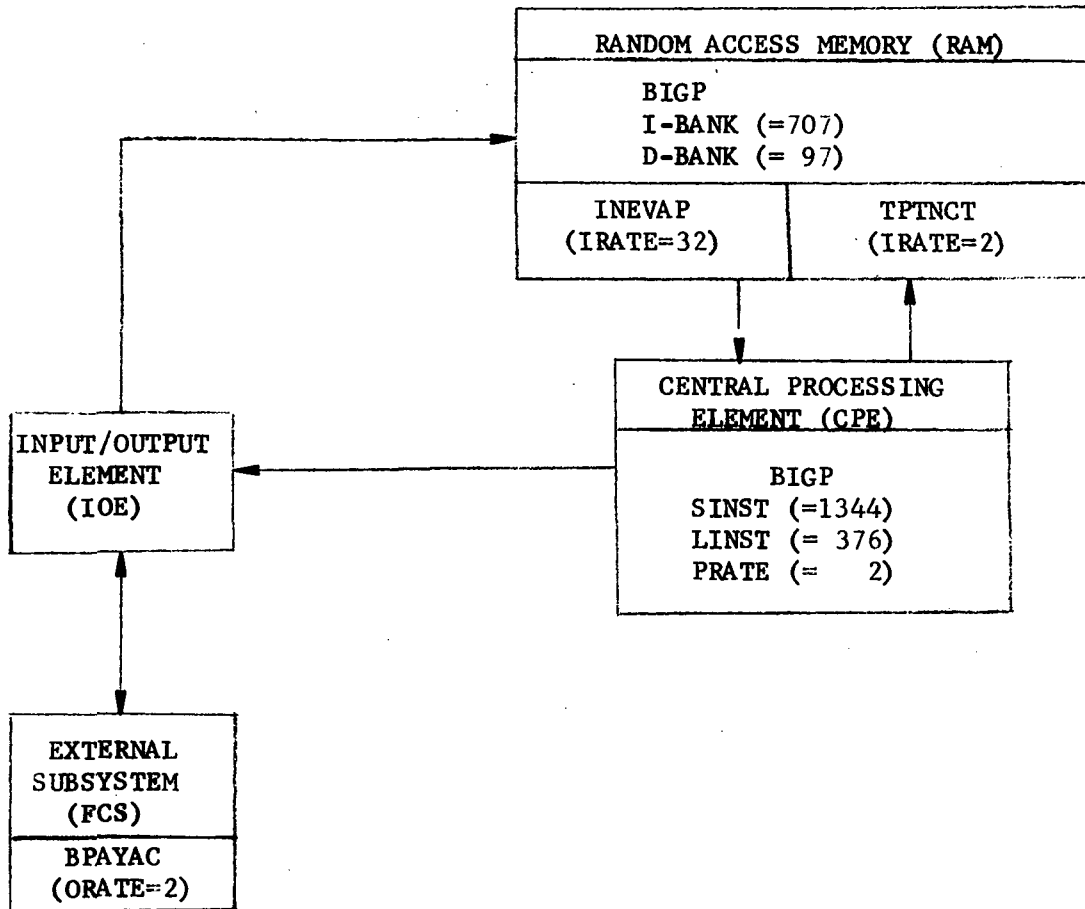 RANDOM ACCESS MEMORY (RAM)
BIGP
I-BANK (=707)
D-BANK (= 97)
INEVAP
(IRATE=32)
TPTNCT
(IRATE=2)
CENTRAL PROCESSING
ELEMENT (CPE)
BIGP
SINST (=1344)
LINST (= 376)
PRATE (= 2)
INPUT/OUTPUT
ELEMENT
(IOE)
EXTERNAL
SUBSYSTEM
(FCS)
BPAYAC
(ORATE=2)